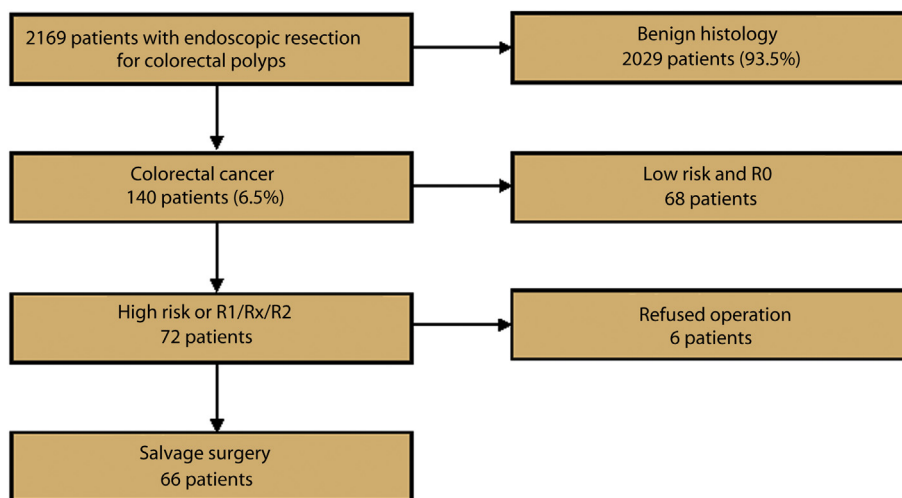 2169 patients with endoscopic resection
for colorectal polyps
Benign histology
2029 patients (93.5%)
Colorectal cancer
140 patients (6.5%)
Low risk and R0
68 patients
High risk or R1/Rx/R2
72 patients
Refused operation
6 patients
Salvage surgery
66 patients